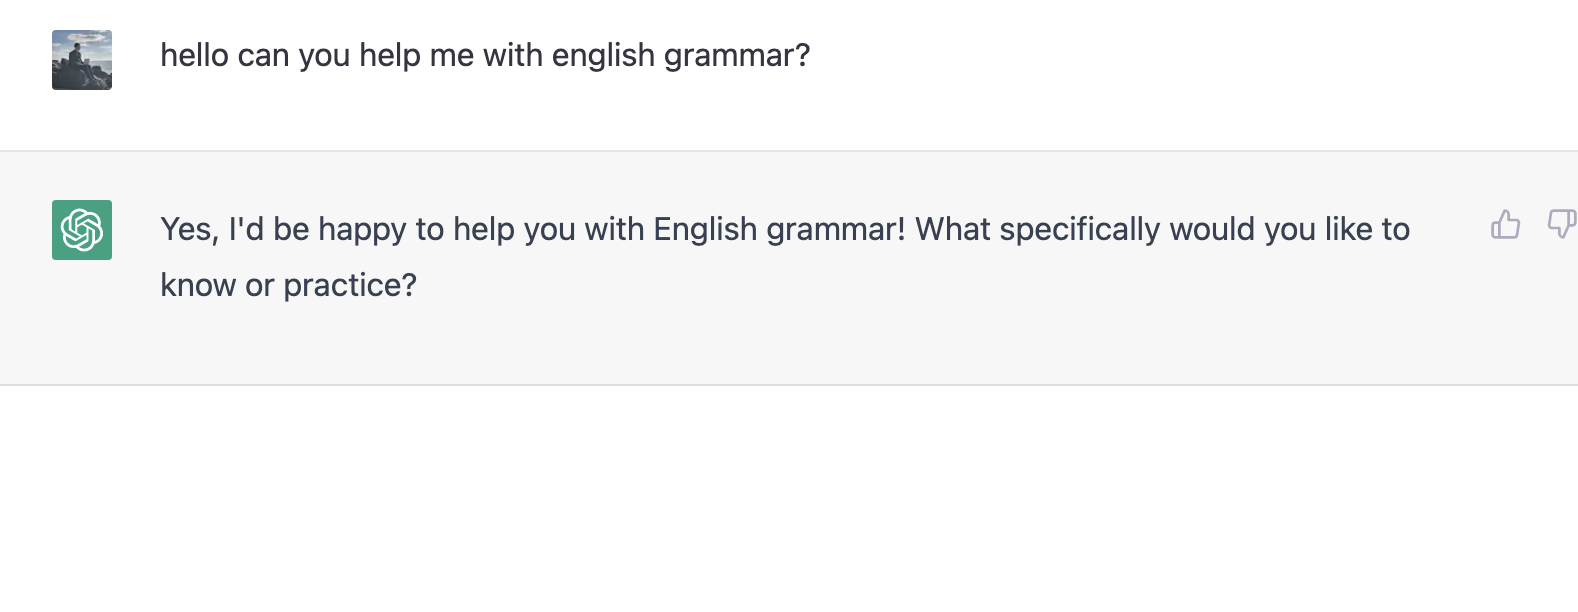 hello can you help me with english grammar?
Yes, I'd be happy to help you with English grammar! What specifically would you like to
know or practice?